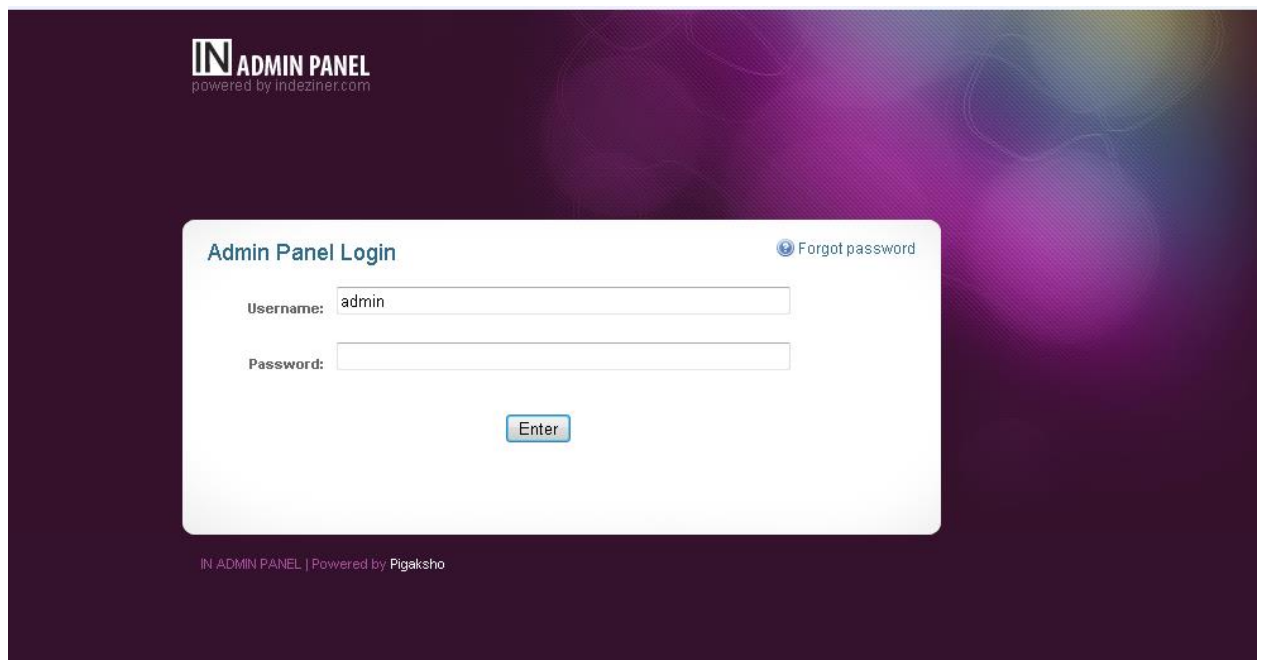 IN ADMIN PANEL
powered by indeziner.com
Admin Panel Login
Forgot password
Username: admin
Password:
Enter
IN ADMIN PANEL | Powered by Pigaksho